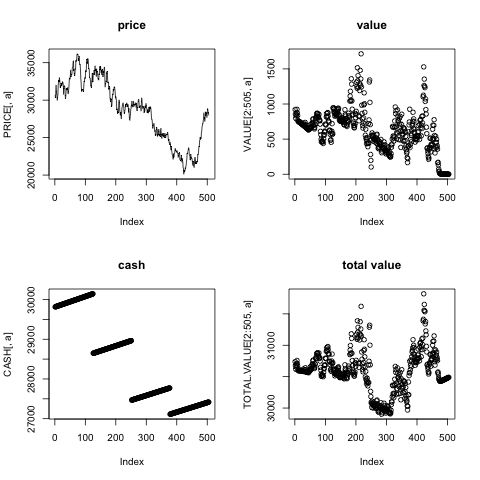 price
PRICE[, a]
20000 25000 30000 35000
0 100 200 300 400 500
Index
value
VALUE[2:505, a]
0 500 1000 1500
0 100 200 300 400 500
Index
cash
CASH[, a]
27000 28000 29000 30000
0 100 200 300 400 500
Index
total value
TOTAL.VALUE[2:505, a]
30000 31000
0 100 200 300 400 500
Index